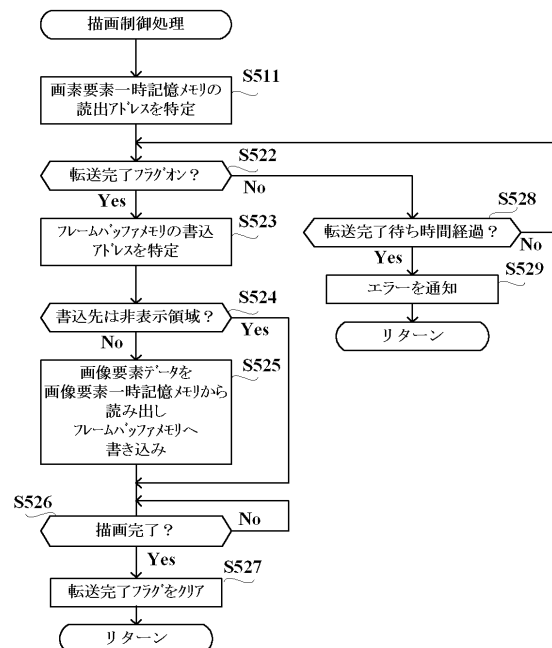 描画制御処理
S511
画素要素一時記憶メモリの
読出アドレスを特定
S522
転送完了フラグオン？
No
Yes
S523
フレームバッファメモリの書込
アドレスを特定
S528
転送完了待ち時間経過？
No
Yes
S529
エラーを通知
リターン
S524
書込先は非表示領域？
Yes
No
S525
画像要素データを
画像要素一時記憶メモリから
読み出し
フレームバッファメモリへ
書き込み
S526
描画完了？
No
Yes
S527
転送完了フラグをクリア
リターン